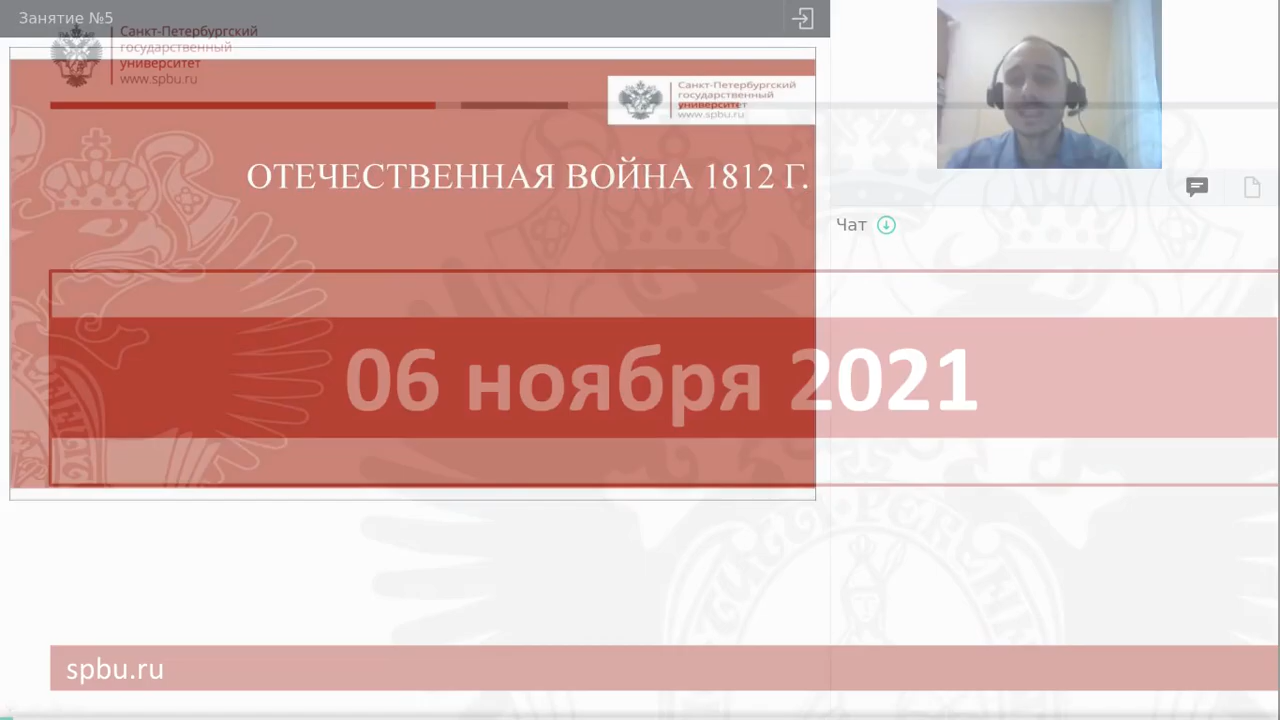 Занятие №5
Санкт-Петербургский
государственный
университет
www.spbu.ru
Санкт-Петербургский
государственный
университет
www.spbu.ru
ОТЕЧЕСТВЕННАЯ ВОЙНА 1812 Г.
Чат
06 ноября 2021
spbu.ru